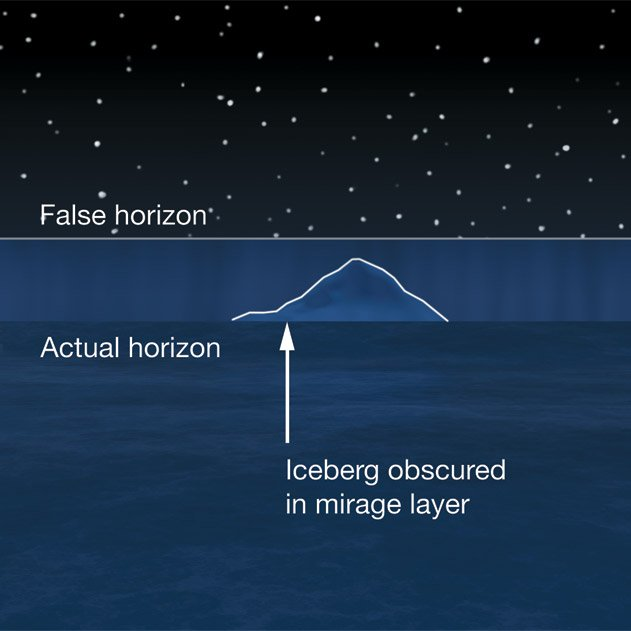 False horizon
Actual horizon
Iceberg obscured
in mirage layer